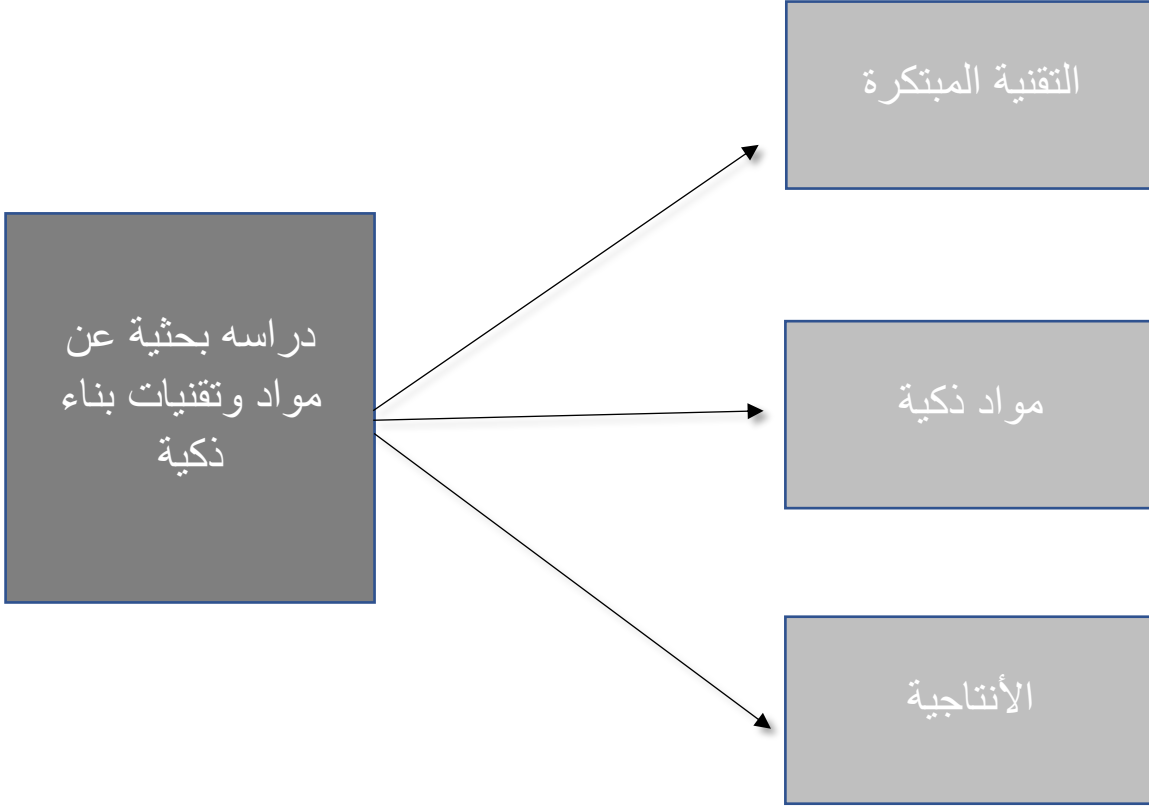 التقنية المبتكرة
دراسه بحثية عن
مواد وتقنيات بناء
ذكية
مواد ذكية
الأنتاجية